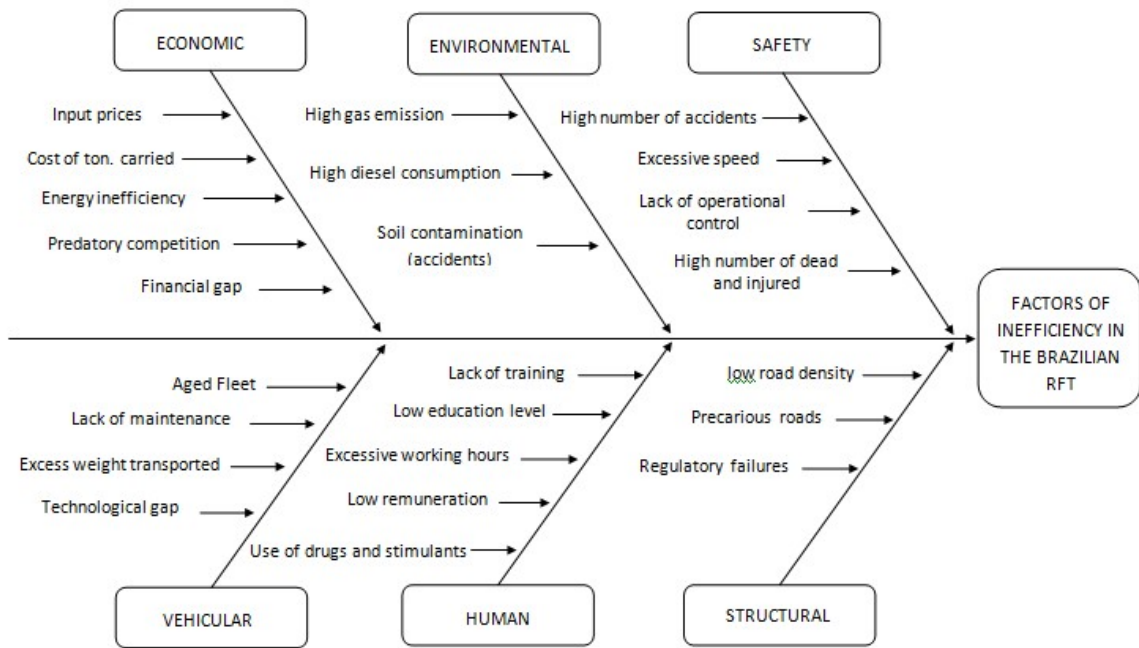 ECONOMIC
ENVIRONMENTAL
SAFETY
Input prices
Cost of ton. carried
Energy inefficiency
Predatory competition
Financial gap
High gas emission
High diesel consumption
Soil contamination
(accidents)
High number of accidents
Excessive speed
Lack of operational
control
High number of dead
and injured
FACTORS OF
INEFFICIENCY IN
THE BRAZILIAN
RFT
Aged Fleet
Lack of maintenance
Excess weight transported
Technological gap
Lack of training
Low education level
Excessive working hours
Low remuneration
Use of drugs and stimulants
low road density
Precarious roads
Regulatory failures
VEHICULAR
HUMAN
STRUCTURAL